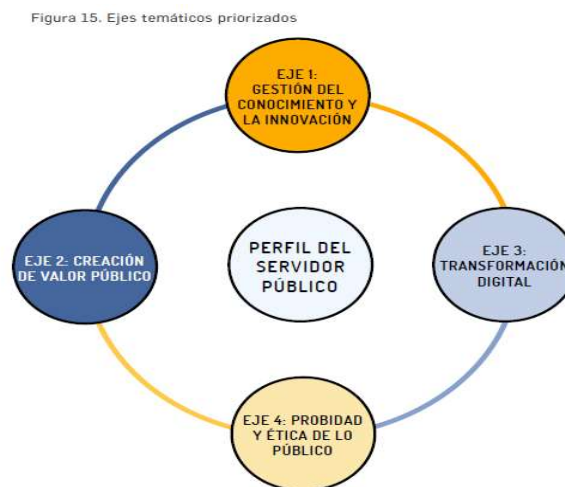 Figura 15. Ejes temáticos priorizados
EJE 1:
GESTIÓN DEL
CONOCIMIENTO Y
LA INNOVACIÓN
EJE 2: CREACIÓN
DE VALOR PÚBLICO
PERFIL DEL
SERVIDOR
PÚBLICO
EJE 3:
TRANSFORMACIÓN
DIGITAL
EJE 4: PROBIDAD
Y ÉTICA DE LO
PÚBLICO